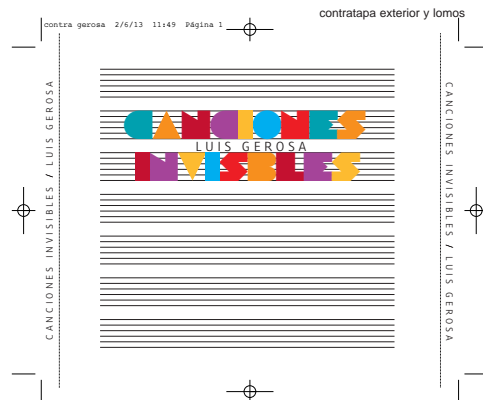 contratapa exterior y lomos
contra gerosa 2/6/13 11:49 Página 1
CANCIONES INVISIBLES / LUIS GEROSA
CANCIONES
LUIS GEROSA
INVISIBLES
CANCIONES INVISIBLES / LUIS GEROSA